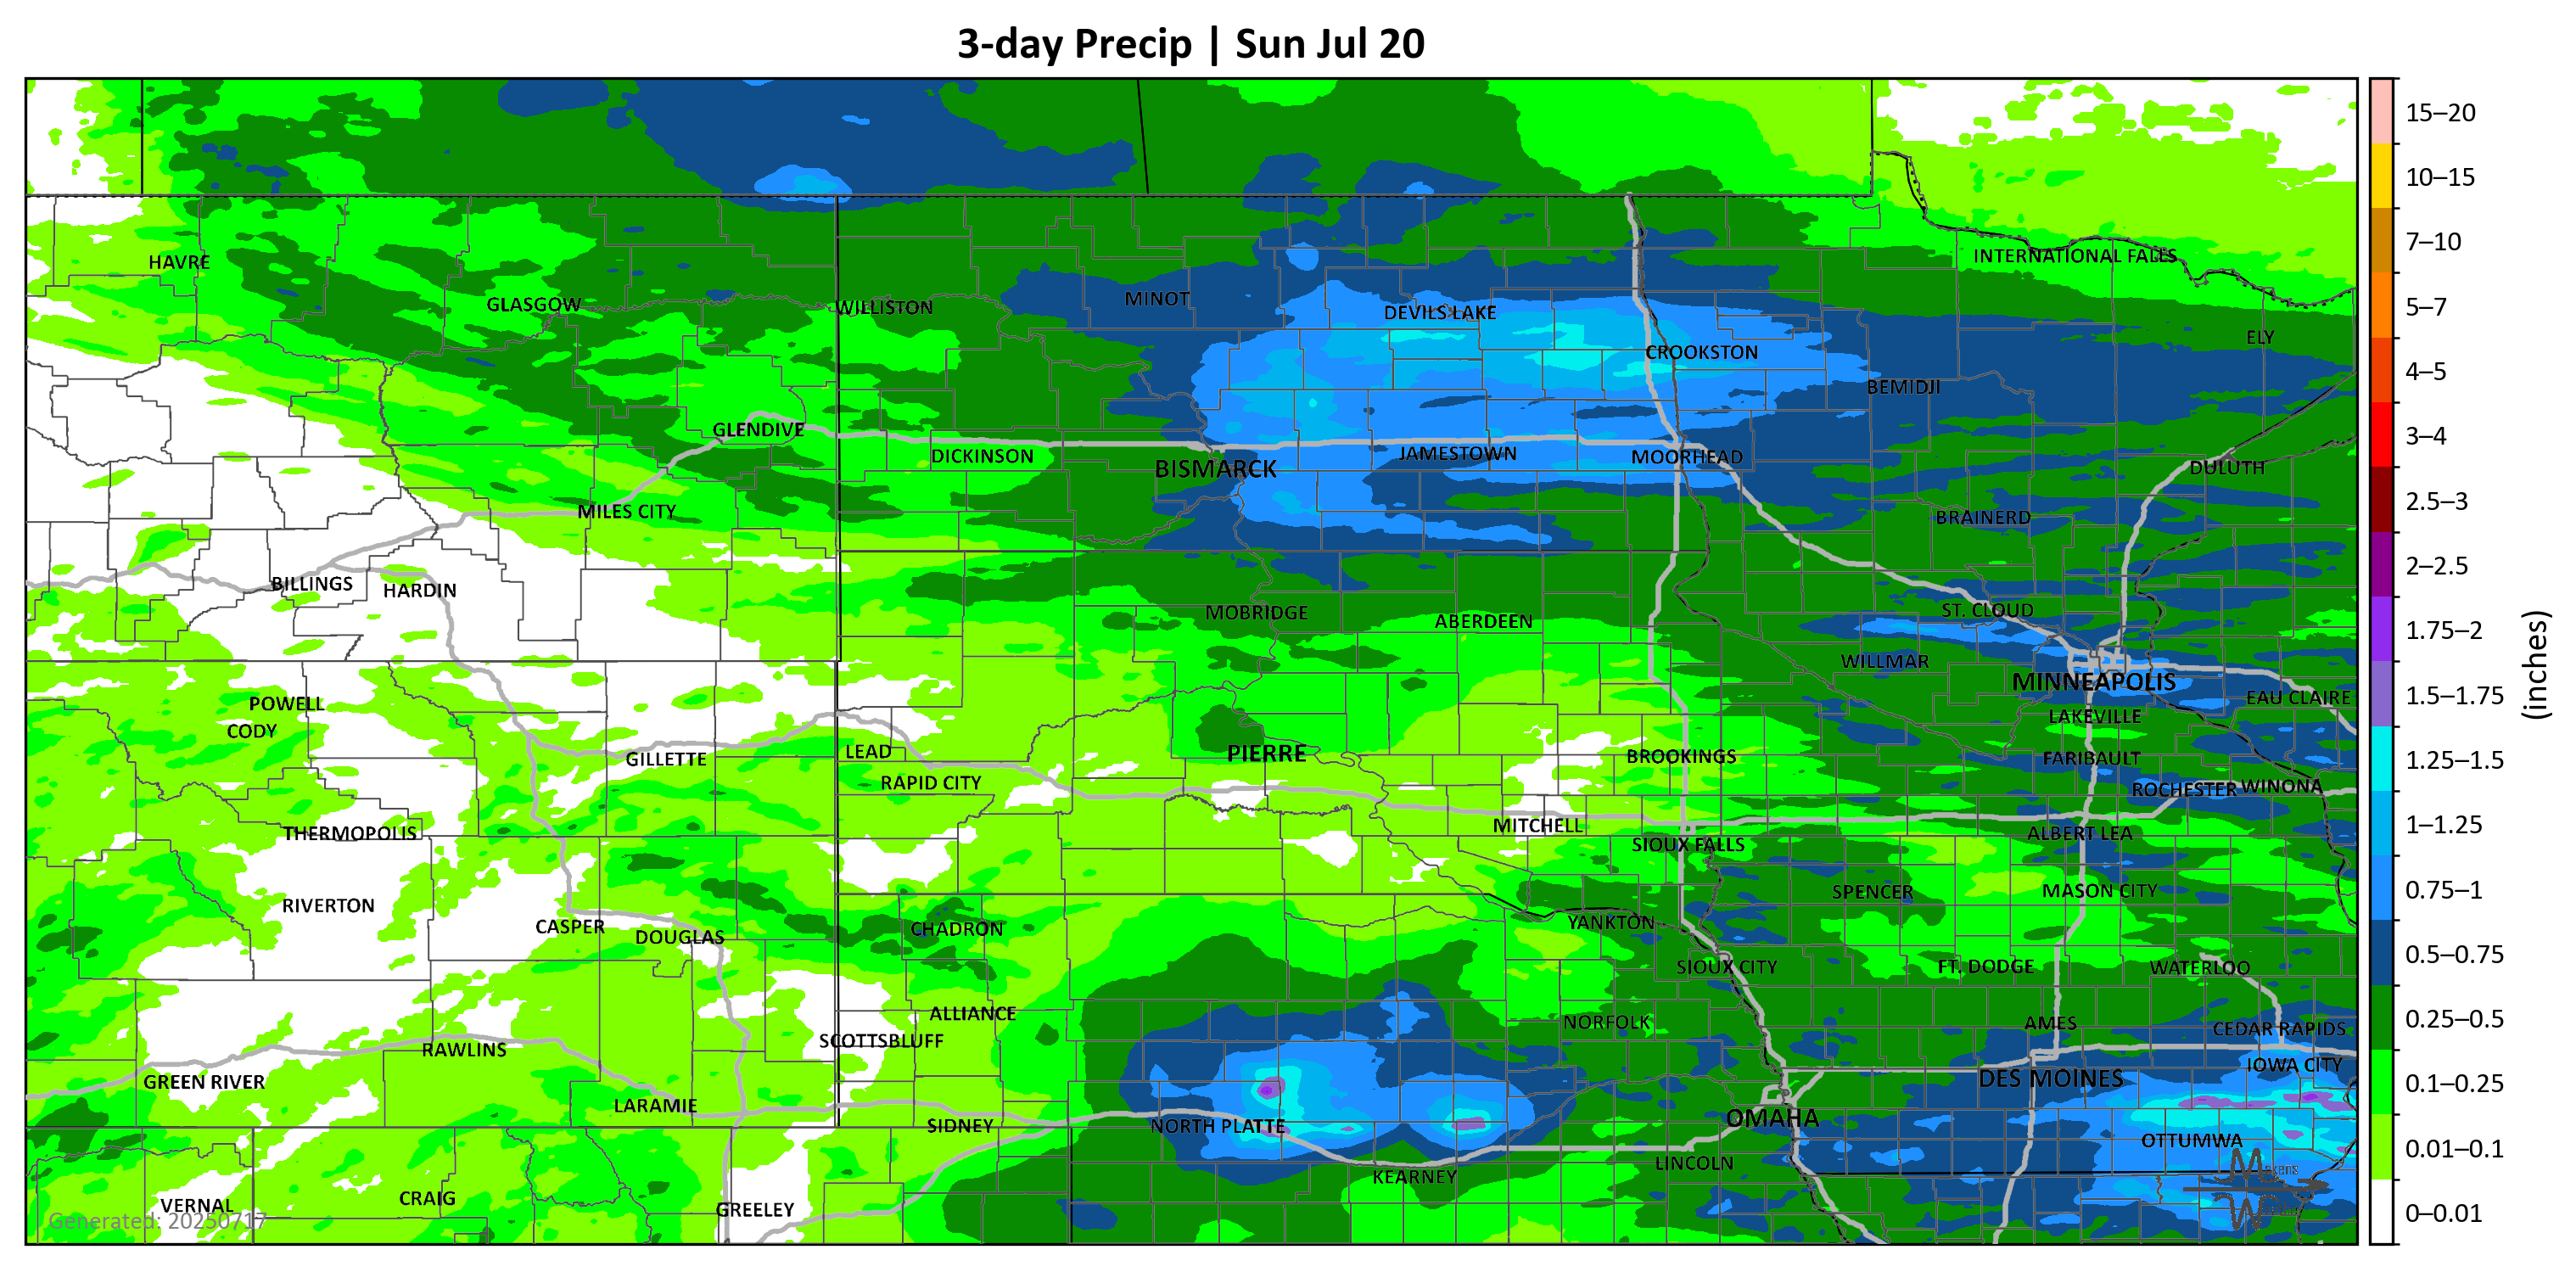 3-day Precip | Sun Jul 20
15–20
10–15
7–10
5–7
4–5
3–4
2.5–3
2–2.5
1.75–2
1.5–1.75
1.25–1.5
1–1.25
0.75–1
0.5–0.75
0.25–0.5
0.1–0.25
0.01–0.1
0–0.01
(inches)
INTERNATIONAL FALLS
HAVRE
GLASGOW
WILLISTON
MINOT
DEVILS LAKE
ELY
CROOKSTON
BEMIDJI
GLENDIVE
DICKINSON
BISMARCK
JAMESTOWN
MOORHEAD
DULUTH
MILES CITY
BRAINERD
BILLINGS
HARDIN
MOBRIDGE
ABERDEEN
ST. CLOUD
WILLMAR
MINNEAPOLIS
EAU CLAIRE
POWELL
CODY
LAKEVILLE
GILLETTE
LEAD
PIERRE
BROOKINGS
FARIBAULT
RAPID CITY
ROCHESTER
WINONA
THERMOPOLIS
MITCHELL
SIOUX FALLS
ALBERT LEA
RIVERTON
SPENCER
MASON CITY
CASPER
DOUGLAS
CHADRON
YANKTON
SIOUX CITY
FT. DODGE
WATERLOO
ALLIANCE
NORFOLK
AMES
CEDAR RAPIDS
SCOTTSBLUFF
RAWLINS
IOWA CITY
GREEN RIVER
DES MOINES
LARAMIE
SIDNEY
NORTH PLATTE
OMAHA
OTTUMWA
LINCOLN
KEARNEY
VERNAL
CRAIG
GREELEY
Generated: 20250717